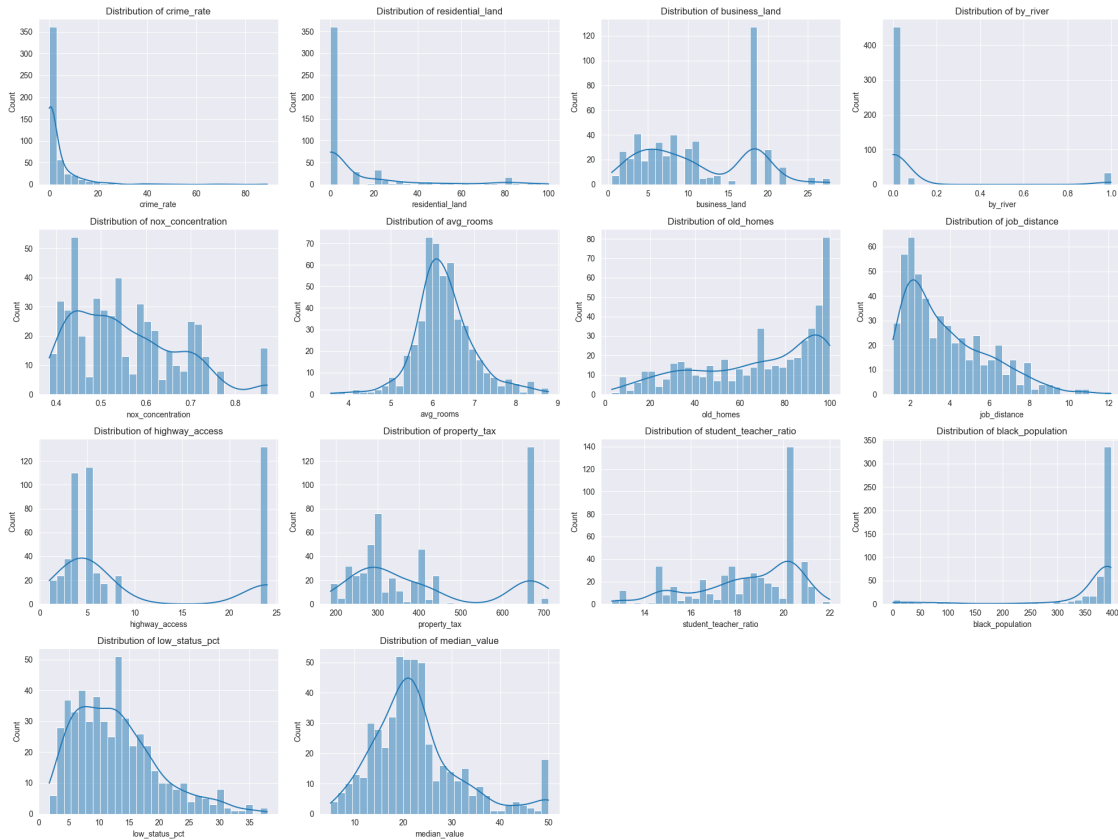 Distribution of crime_rate
350
300
250
200
150
100
50
0
Count
0 20 40 60 80
crime_rate
Distribution of residential_land
350
300
250
200
150
100
50
0
Count
0 20 40 60 80 100
residential_land
Distribution of business_land
120
100
80
60
40
20
0
Count
0 5 10 15 20 25
business_land
Distribution of by_river
400
300
200
100
0
Count
0.0 0.2 0.4 0.6 0.8 1.0
by_river
Distribution of nox_concentration
50
40
30
20
10
0
Count
0.4 0.5 0.6 0.7 0.8
nox_concentration
Distribution of avg_rooms
70
60
50
40
30
20
10
0
Count
4 5 6 7 8 9
avg_rooms
Distribution of old_homes
80
70
60
50
40
30
20
10
0
Count
0 20 40 60 80 100
old_homes
Distribution of job_distance
60
50
40
30
20
10
0
Count
2 4 6 8 10 12
job_distance
Distribution of highway_access
120
100
80
60
40
20
0
Count
0 5 10 15 20 25
highway_access
Distribution of property_tax
120
100
80
60
40
20
0
Count
200 300 400 500 600 700
property_tax
Distribution of student_teacher_ratio
140
120
100
80
60
40
20
0
Count
14 16 18 20 22
student_teacher_ratio
Distribution of black_population
350
300
250
200
150
100
50
0
Count
0 50 100 150 200 250 300 350 400
black_population
Distribution of low_status_pct
50
40
30
20
10
0
Count
0 5 10 15 20 25 30 35
low_status_pct
Distribution of median_value
50
40
30
20
10
0
Count
10 20 30 40 50
median_value